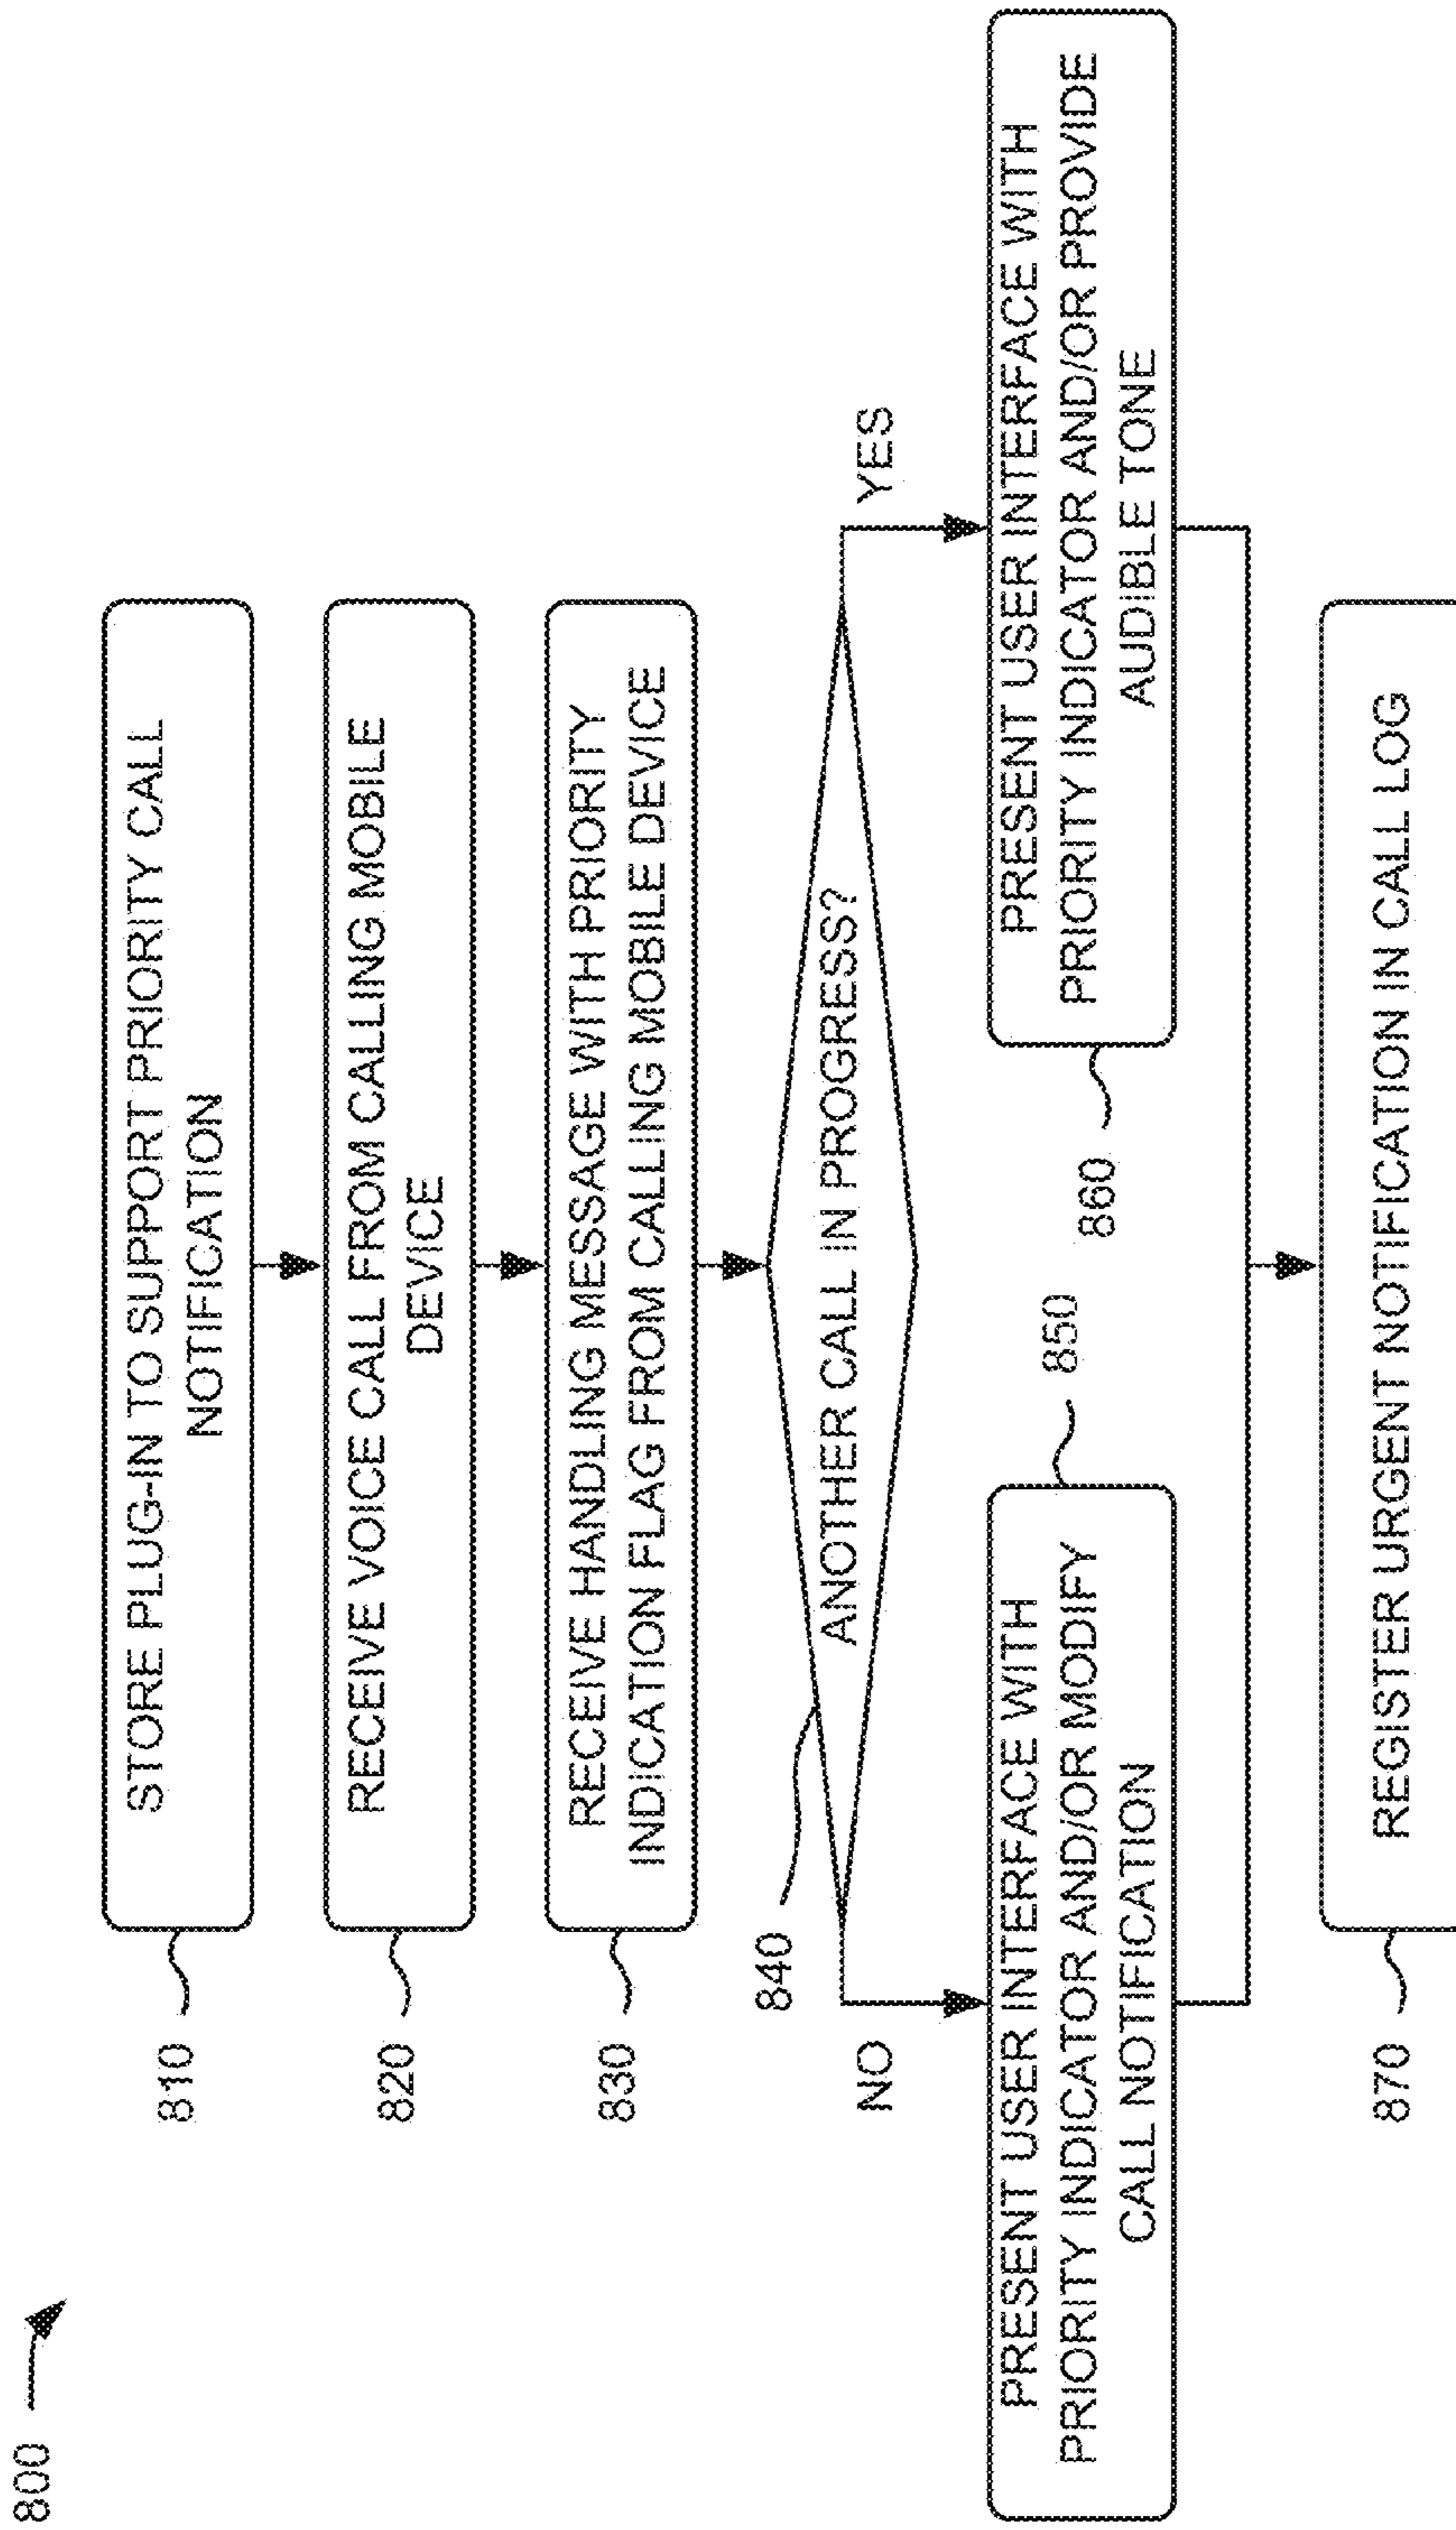 800
810
STORE PLUG-IN TO SUPPORT PRIORITY CALL
NOTIFICATION
820
RECEIVE VOICE CALL FROM CALLING MOBILE
DEVICE
830
RECEIVE HANDLING MESSAGE WITH PRIORITY
INDICATION FLAG FROM CALLING MOBILE DEVICE
840
ANOTHER CALL IN PROGRESS?
NO
YES
850
PRESENT USER INTERFACE WITH
PRIORITY INDICATOR AND/OR MODIFY
CALL NOTIFICATION
860
PRESENT USER INTERFACE WITH
PRIORITY INDICATOR AND/OR PROVIDE
AUDIBLE TONE
870
REGISTER URGENT NOTIFICATION IN CALL LOG